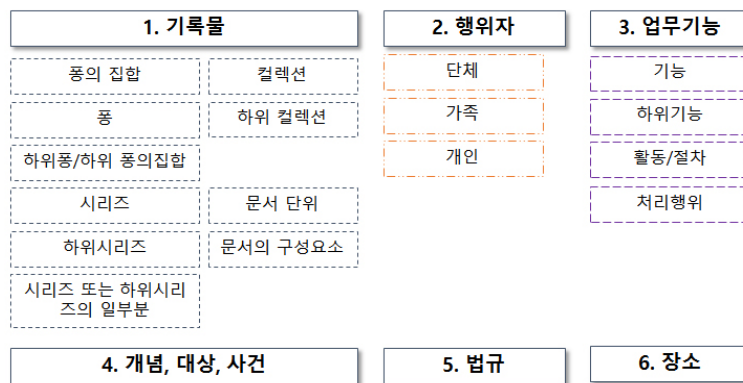 1. 기록물
2. 행위자
3. 업무기능
퐁의 집합
컬렉션
단체
기능
퐁
하위 컬렉션
가족
하위기능
하위퐁/하위 퐁의집합
개인
활동/절차
시리즈
문서 단위
처리행위
하위시리즈
문서의 구성요소
시리즈 또는 하위시리
즈의 일부분
4. 개념, 대상, 사건
5. 법규
6. 장소